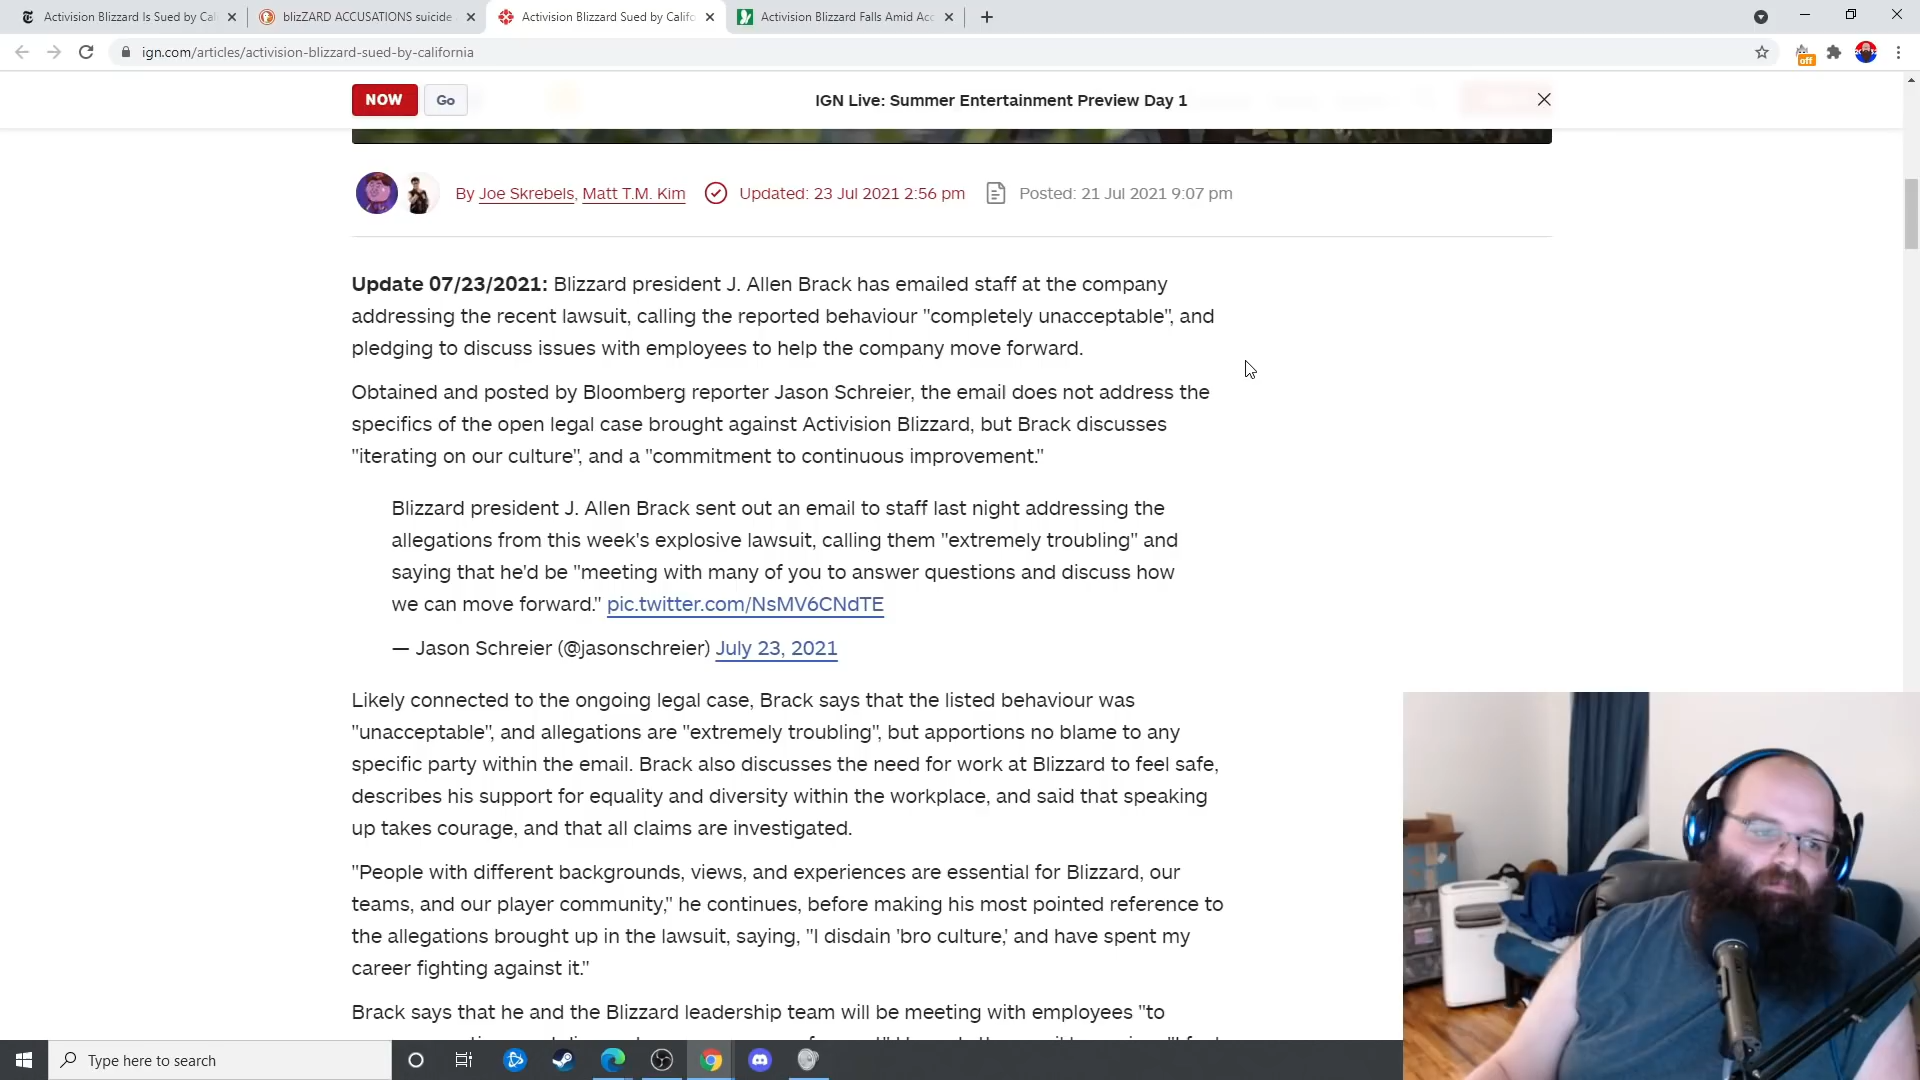 Activision Blizzard Is Sued by Cal
blizZARD ACCUSATIONS suicide
Activision Blizzard Sued by Califo
Activision Blizzard Falls Amid Acc
ign.com/articles/activision-blizzard-sued-by-california
off
NOW
Go
IGN Live: Summer Entertainment Preview Day 1
By Joe Skrebels, Matt T.M. Kim
Updated: 23 Jul 2021 2:56 pm
Posted: 21 Jul 2021 9:07 pm
Update 07/23/2021: Blizzard president J. Allen Brack has emailed staff at the company
addressing the recent lawsuit, calling the reported behaviour "completely unacceptable", and
pledging to discuss issues with employees to help the company move forward.
Obtained and posted by Bloomberg reporter Jason Schreier, the email does not address the
specifics of the open legal case brought against Activision Blizzard, but Brack discusses
"iterating on our culture", and a "commitment to continuous improvement."
Blizzard president J. Allen Brack sent out an email to staff last night addressing the
allegations from this week's explosive lawsuit, calling them "extremely troubling" and
saying that he'd be "meeting with many of you to answer questions and discuss how
we can move forward." pic.twitter.com/NsMV6CNdTE
— Jason Schreier (@jasonschreier) July 23, 2021
Likely connected to the ongoing legal case, Brack says that the listed behaviour was
"unacceptable", and allegations are "extremely troubling", but apportions no blame to any
specific party within the email. Brack also discusses the need for work at Blizzard to feel safe,
describes his support for equality and diversity within the workplace, and said that speaking
up takes courage, and that all claims are investigated.
"People with different backgrounds, views, and experiences are essential for Blizzard, our
teams, and our player community," he continues, before making his most pointed reference to
the allegations brought up in the lawsuit, saying, "I disdain 'bro culture,' and have spent my
career fighting against it."
Brack says that he and the Blizzard leadership team will be meeting with employees "to
Type here to search